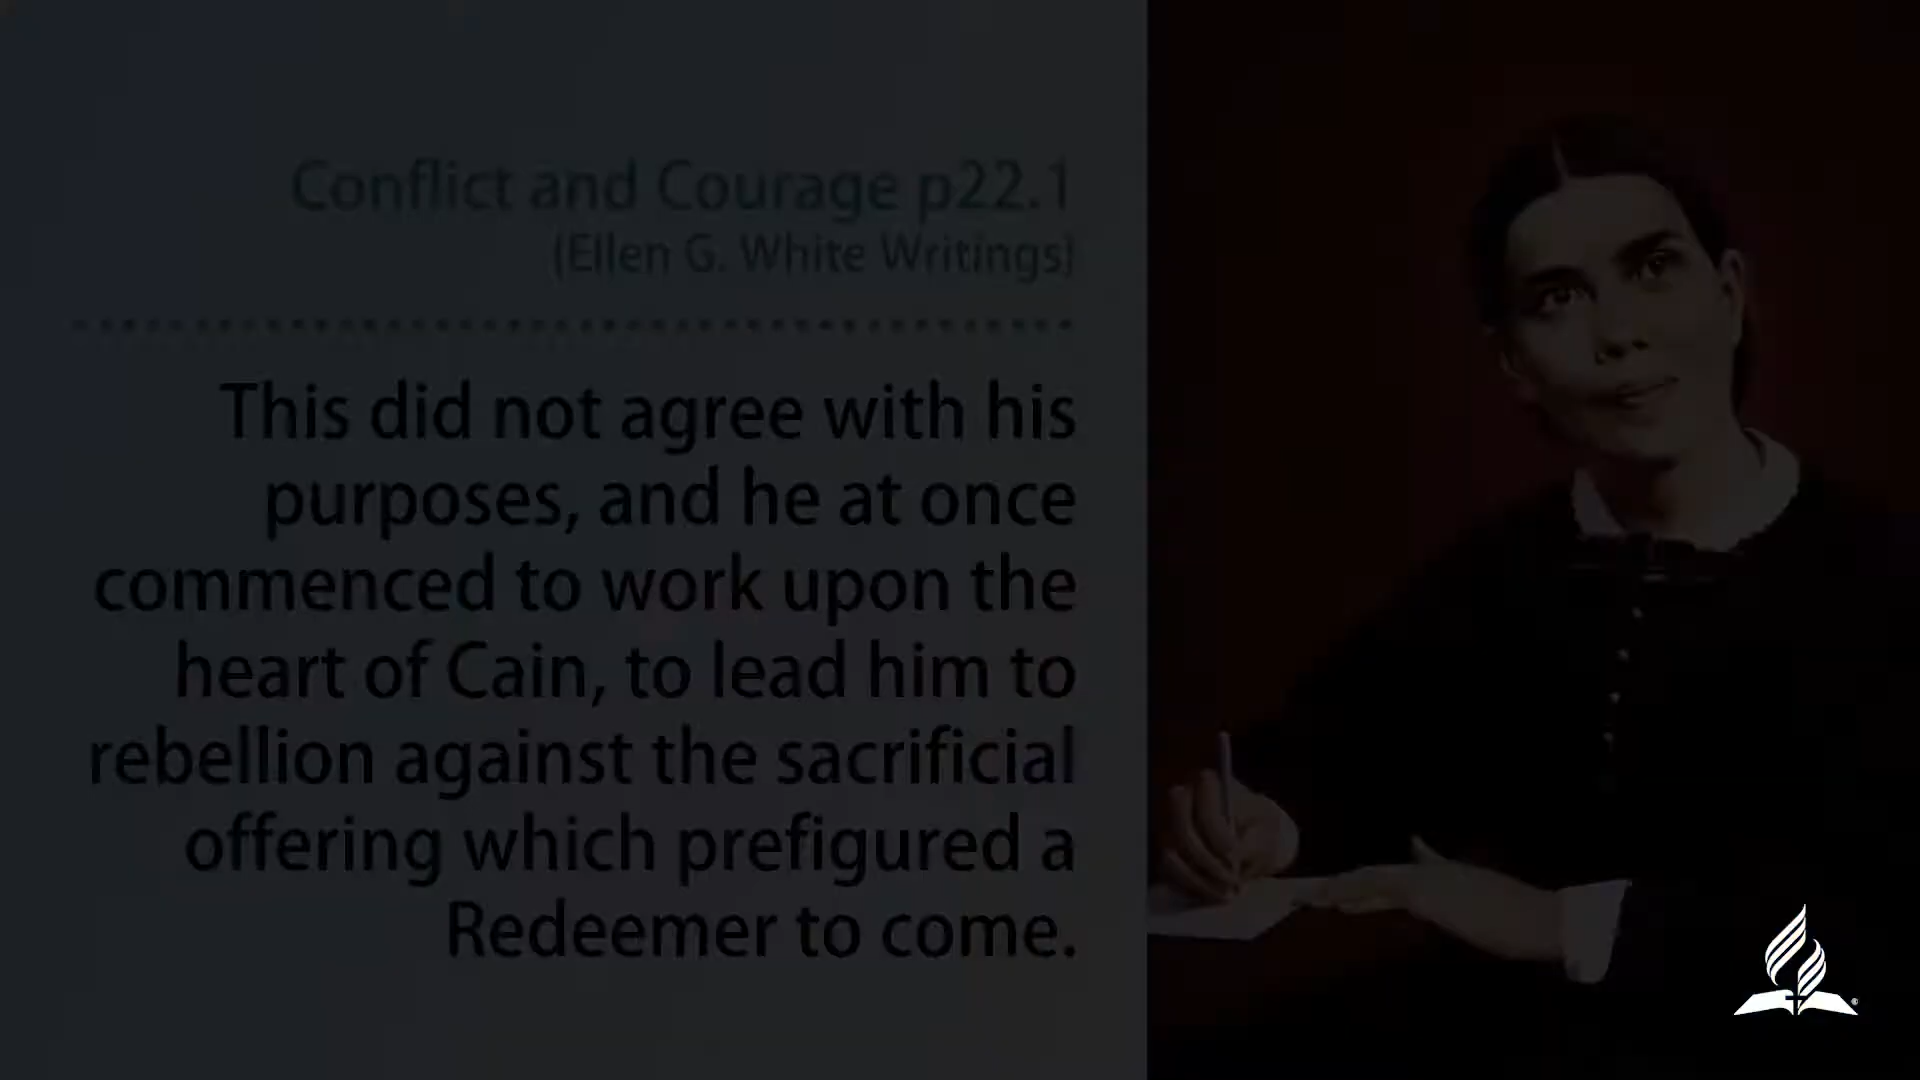 Conflict and Courage p22.1
(Ellen G. White Writings)
This did not agree with his
purposes, and he at once
commenced to work upon the
heart of Cain, to lead him to
rebellion against the sacrificial
offering which prefigured a
Redeemer to come.